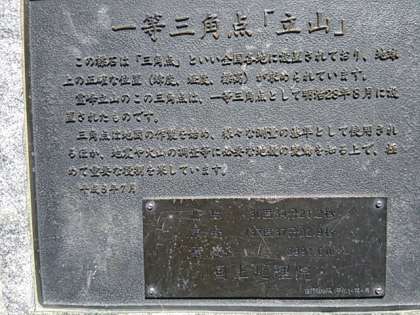 一等三角点「立山」
この標石は「三角点」といい全国各地に設置されており、地球
上の正確な位置（緯度、経度、標高）が求められています。
霊峰立山のこの三角点は、一等三角点として明治28年8月に設
置されたものです。
三角点は地図の作製を始め、様々な測量の基準として使用され
るほか、地震や火山の調査等に必要な地殻の変動を知る上で、極
めて重要な役割を果しています。
平成3年7月
国土地理院